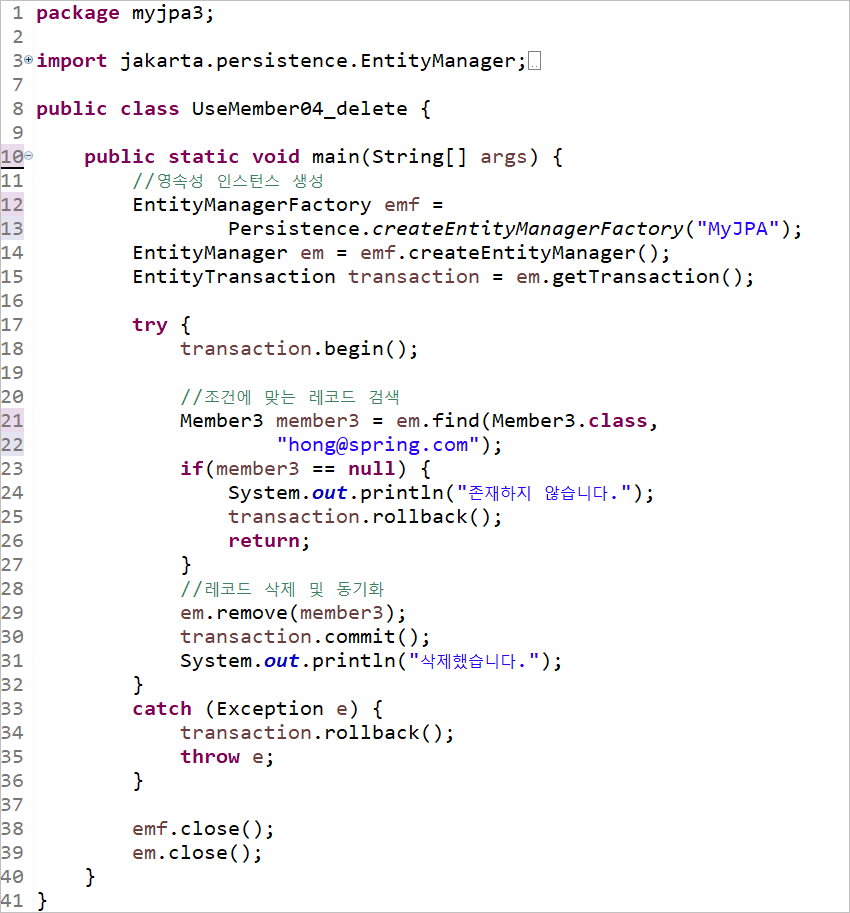 1 package myjpa3;
2
3 import jakarta.persistence.EntityManager;
7
8 public class UseMember04_delete {
9
10     public static void main(String[] args) {
11         //영속성 인스턴스 생성
12         EntityManagerFactory emf =
13                 Persistence.createEntityManagerFactory("MyJPA");
14         EntityManager em = emf.createEntityManager();
15         EntityTransaction transaction = em.getTransaction();
16
17         try {
18             transaction.begin();
19
20             //조건에 맞는 레코드 검색
21             Member3 member3 = em.find(Member3.class,
22                     "hong@spring.com");
23             if(member3 == null) {
24                 System.out.println("존재하지 않습니다.");
25                 transaction.rollback();
26                 return;
27             }
28             //레코드 삭제 및 동기화
29             em.remove(member3);
30             transaction.commit();
31             System.out.println("삭제했습니다.");
32         }
33         catch (Exception e) {
34             transaction.rollback();
35             throw e;
36         }
37
38         emf.close();
39         em.close();
40     }
41 }